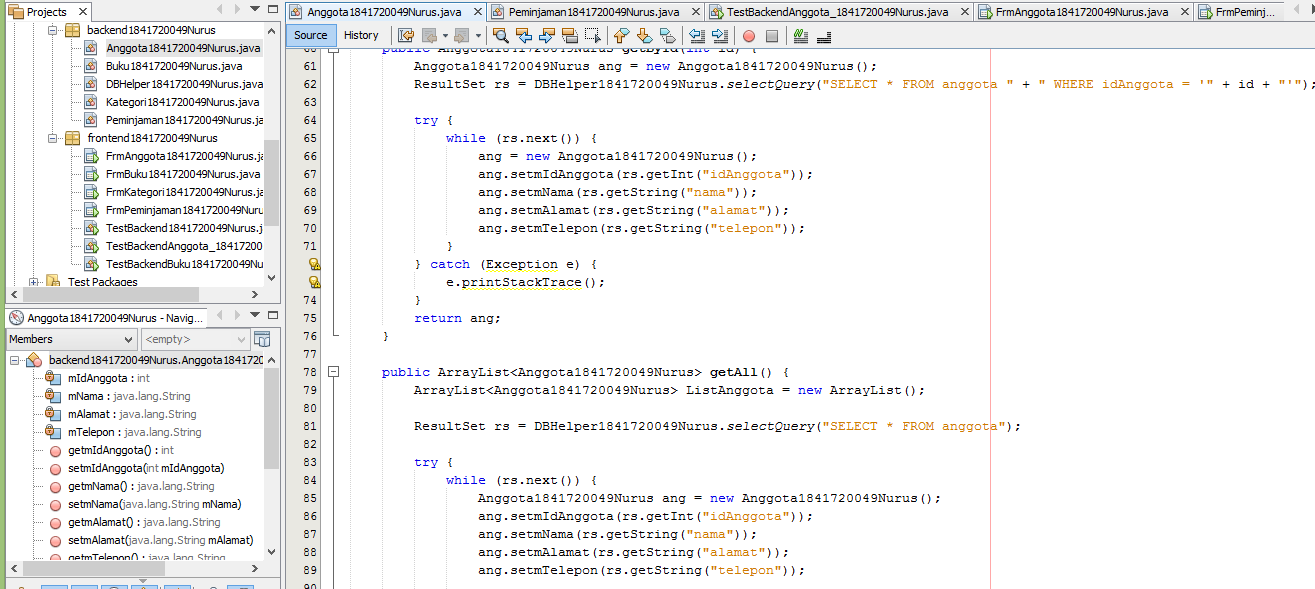 Projects
backend1841720049Nurus
Anggota1841720049Nurus.java
Buku1841720049Nurus.java
DBHelper1841720049Nurus.java
Kategori1841720049Nurus.java
Peminjaman1841720049Nurus.ja
frontend1841720049Nurus
FrmAnggota1841720049Nurus.ja
FrmBuku1841720049Nurus.java
FrmKategori1841720049Nurus.ja
FrmPeminjaman1841720049Nuru
TestBackend1841720049Nurus.j
TestBackendAnggota_1841720
TestBackendBuku1841720049Nu
Test Packages
Anggota1841720049Nurus - Navig...
Members <empty>
backend1841720049Nurus.Anggota1841720
mIdAnggota : int
mNama : java.lang.String
mAlamat : java.lang.String
mTelepon : java.lang.String
getmIdAnggota() : int
setmIdAnggota(int mIdAnggota)
getmNama() : java.lang.String
setmNama(java.lang.String mNama)
getmAlamat() : java.lang.String
setmAlamat(java.lang.String mAlamat)
getmTelepon() : java.lang.String
Anggota1841720049Nurus.java Peminjaman1841720049Nurus.java TestBackendAnggota_1841720049Nurus.java FrmAnggota1841720049Nurus.java FrmPeminj...
Source History
60 public Anggota1841720049Nurus getById(int id) {
61 Anggota1841720049Nurus ang = new Anggota1841720049Nurus();
62 ResultSet rs = DBHelper1841720049Nurus.selectQuery("SELECT * FROM anggota " + " WHERE idAnggota = '" + id + "'");
63
64 try {
65 while (rs.next()) {
66 ang = new Anggota1841720049Nurus();
67 ang.setmIdAnggota(rs.getInt("idAnggota"));
68 ang.setmNama(rs.getString("nama"));
69 ang.setmAlamat(rs.getString("alamat"));
70 ang.setmTelepon(rs.getString("telepon"));
71 }
} catch (Exception e) {
e.printStackTrace();
74 }
75 return ang;
76 }
77
78 public ArrayList<Anggota1841720049Nurus> getAll() {
79 ArrayList<Anggota1841720049Nurus> ListAnggota = new ArrayList();
80
81 ResultSet rs = DBHelper1841720049Nurus.selectQuery("SELECT * FROM anggota");
82
83 try {
84 while (rs.next()) {
85 Anggota1841720049Nurus ang = new Anggota1841720049Nurus();
86 ang.setmIdAnggota(rs.getInt("idAnggota"));
87 ang.setmNama(rs.getString("nama"));
88 ang.setmAlamat(rs.getString("alamat"));
89 ang.setmTelepon(rs.getString("telepon"));
90